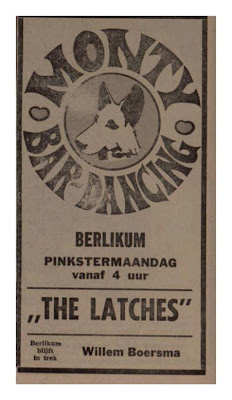 MONTY
BAR-DANCING
BERLIKUM
PINKSTERMAANDAG
vanaf 4 uur
„THE LATCHES”
Berlikum
blijft
in trek
Willem Boersma